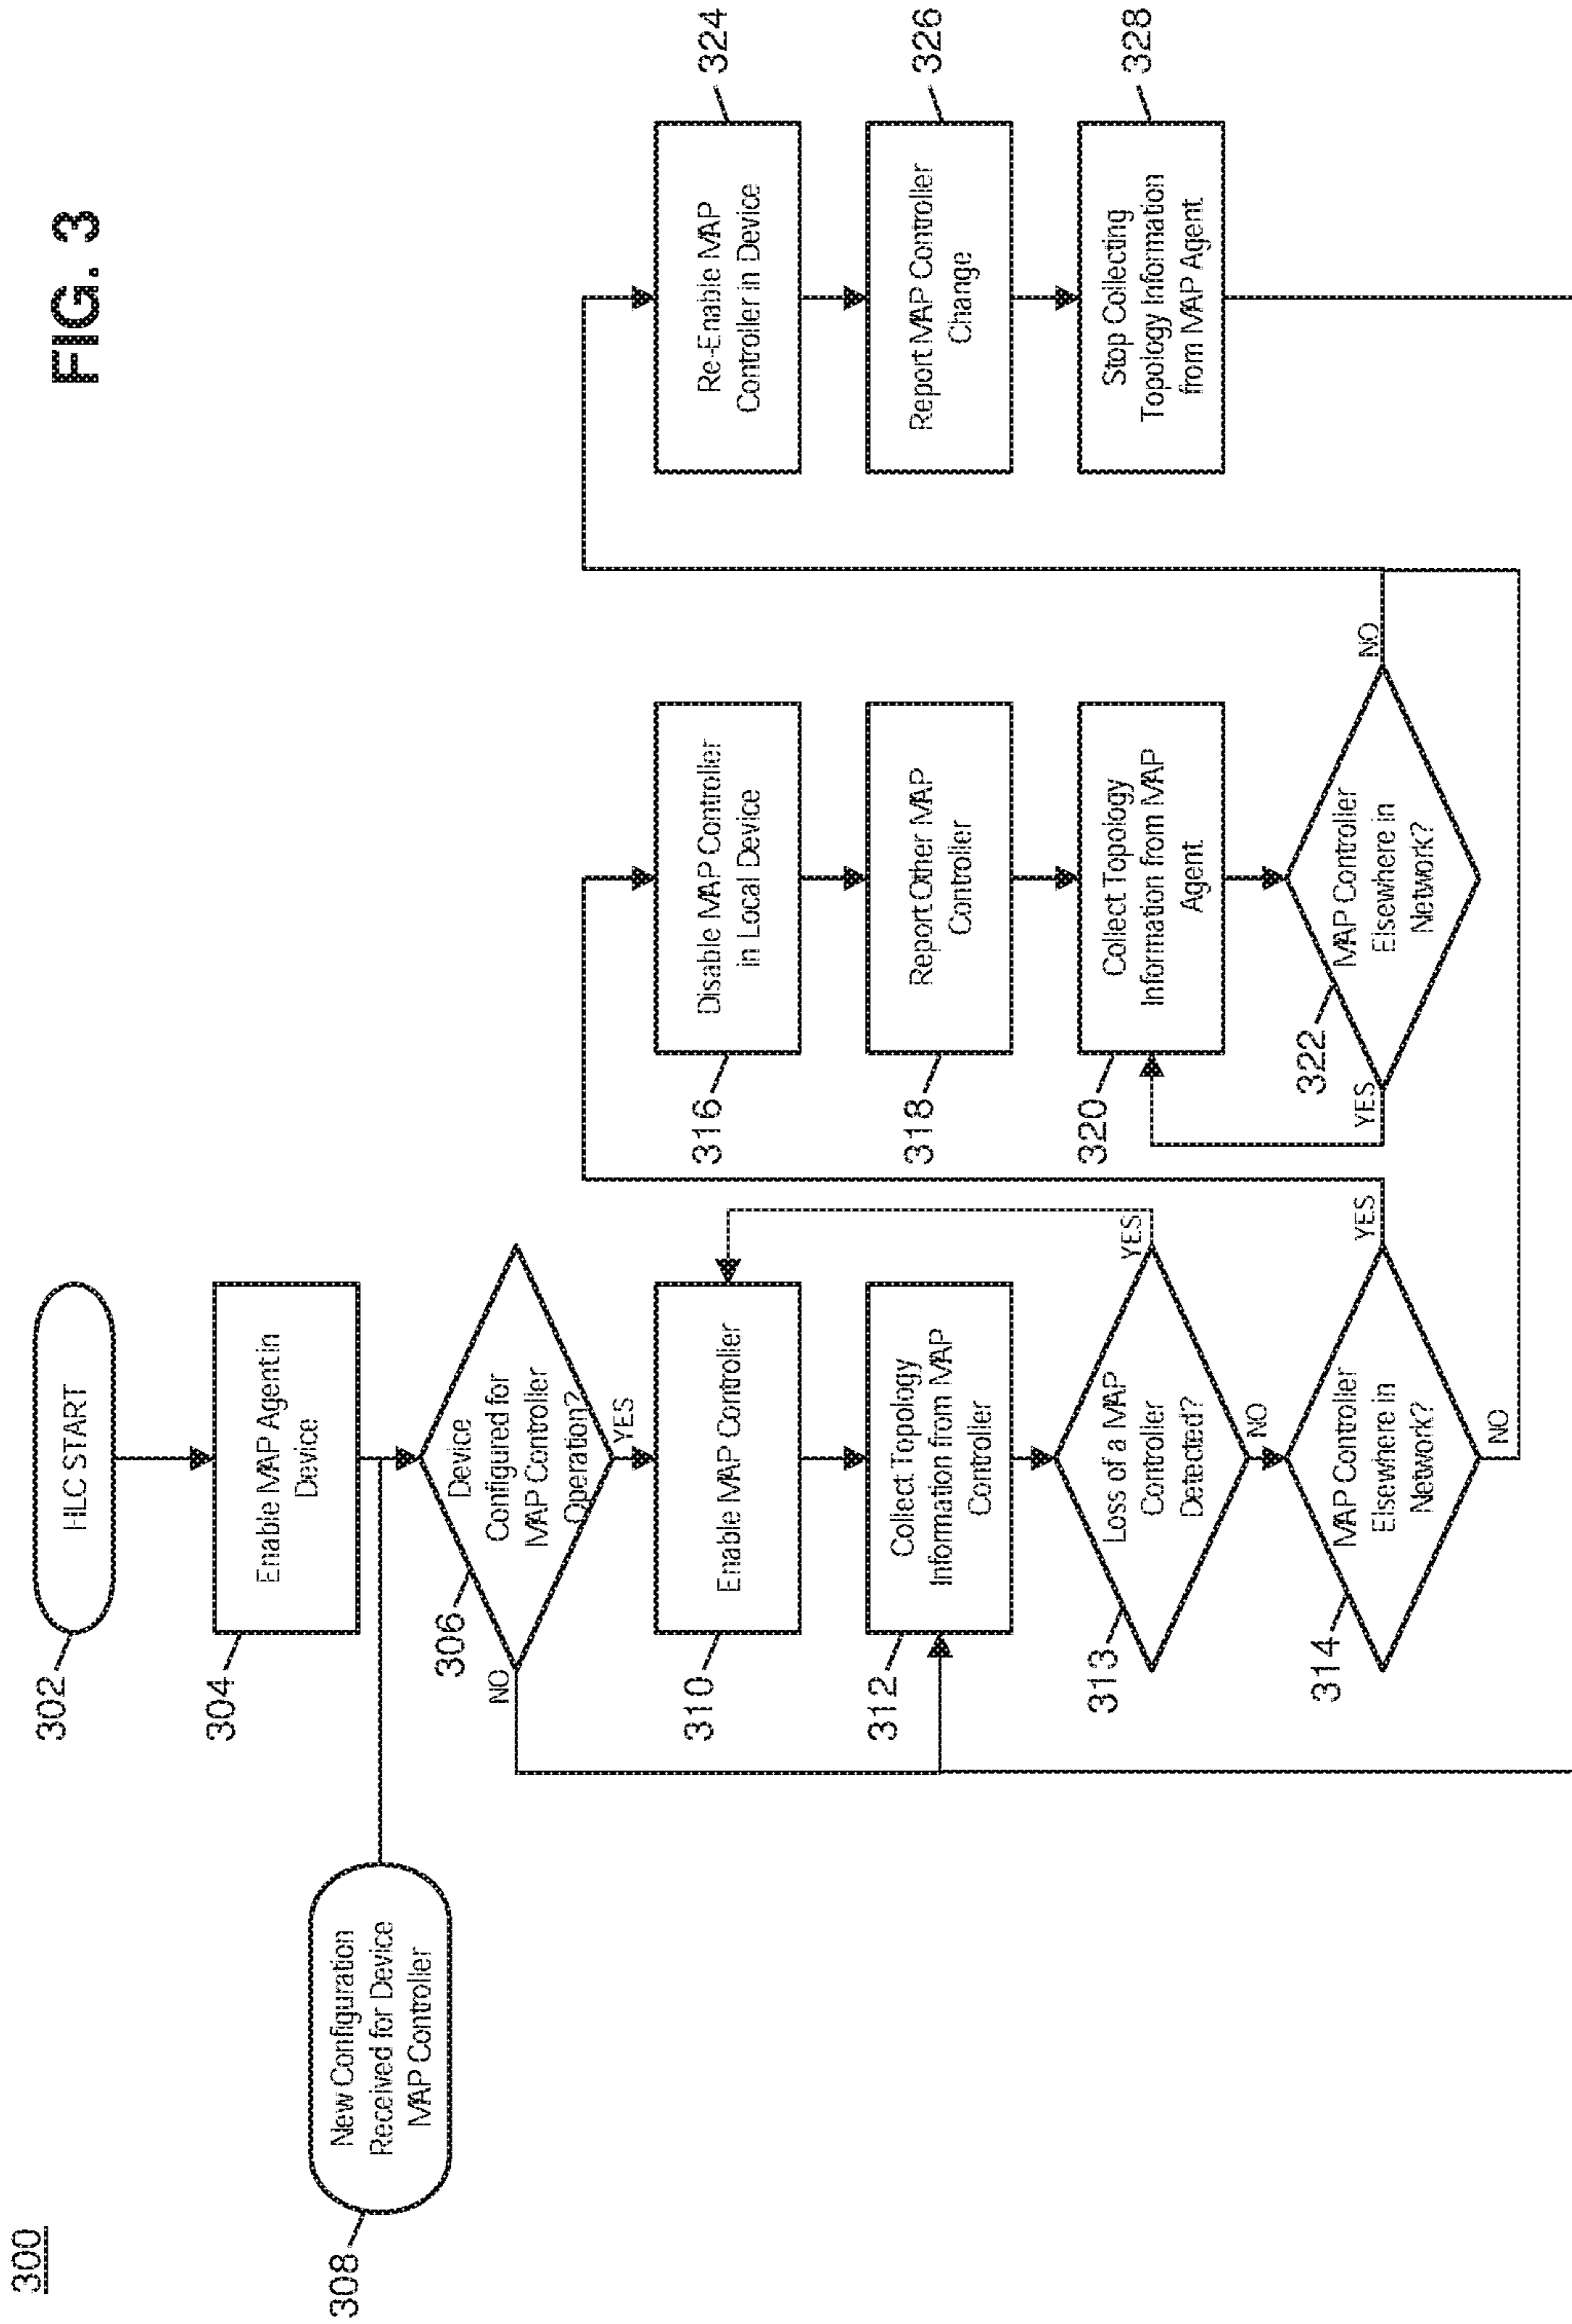 300
FIG. 3
302
HLC START
304
Enable MAP Agent in
Device
308
New Configuration
Received for Device
MAP Controller
306
Device
Configured for
MAP Controller
Operation?
NO
YES
310
Enable MAP Controller
312
Collect Topology
Information from MAP
Controller
313
Loss of a MAP
Controller
Detected?
YES
NO
314
MAP Controller
Elsewhere in
Network?
YES
NO
316
Disable MAP Controller
in Local Device
318
Report Other MAP
Controller
320
Collect Topology
Information from MAP
Agent
322
MAP Controller
Elsewhere in
Network?
YES
NO
324
Re-Enable MAP
Controller in Device
326
Report MAP Controller
Change
328
Stop Collecting
Topology Information
from MAP Agent